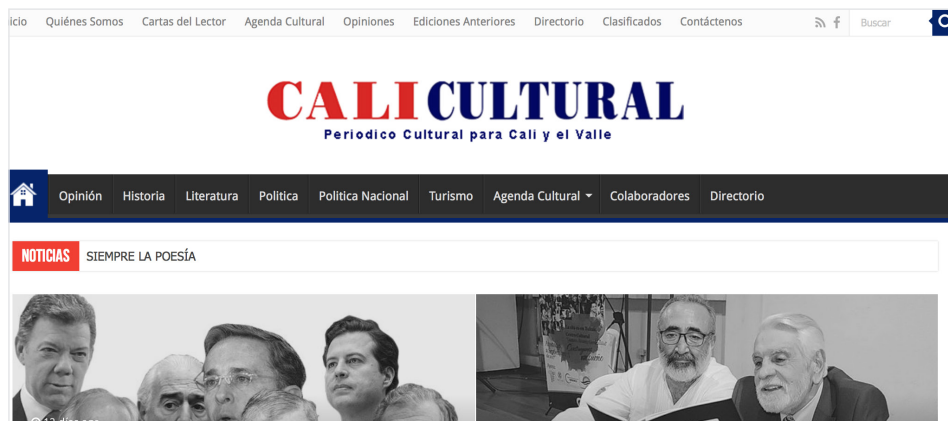 icio Quiénes Somos Cartas del Lector Agenda Cultural Opiniones Ediciones Anteriores Directorio Clasificados Contáctenos Buscar
CALI CULTURAL
Periodico Cultural para Cali y el Valle
Opinión Historia Literatura Politica Politica Nacional Turismo Agenda Cultural Colaboradores Directorio
NOTICIAS SIEMPRE LA POESÍA